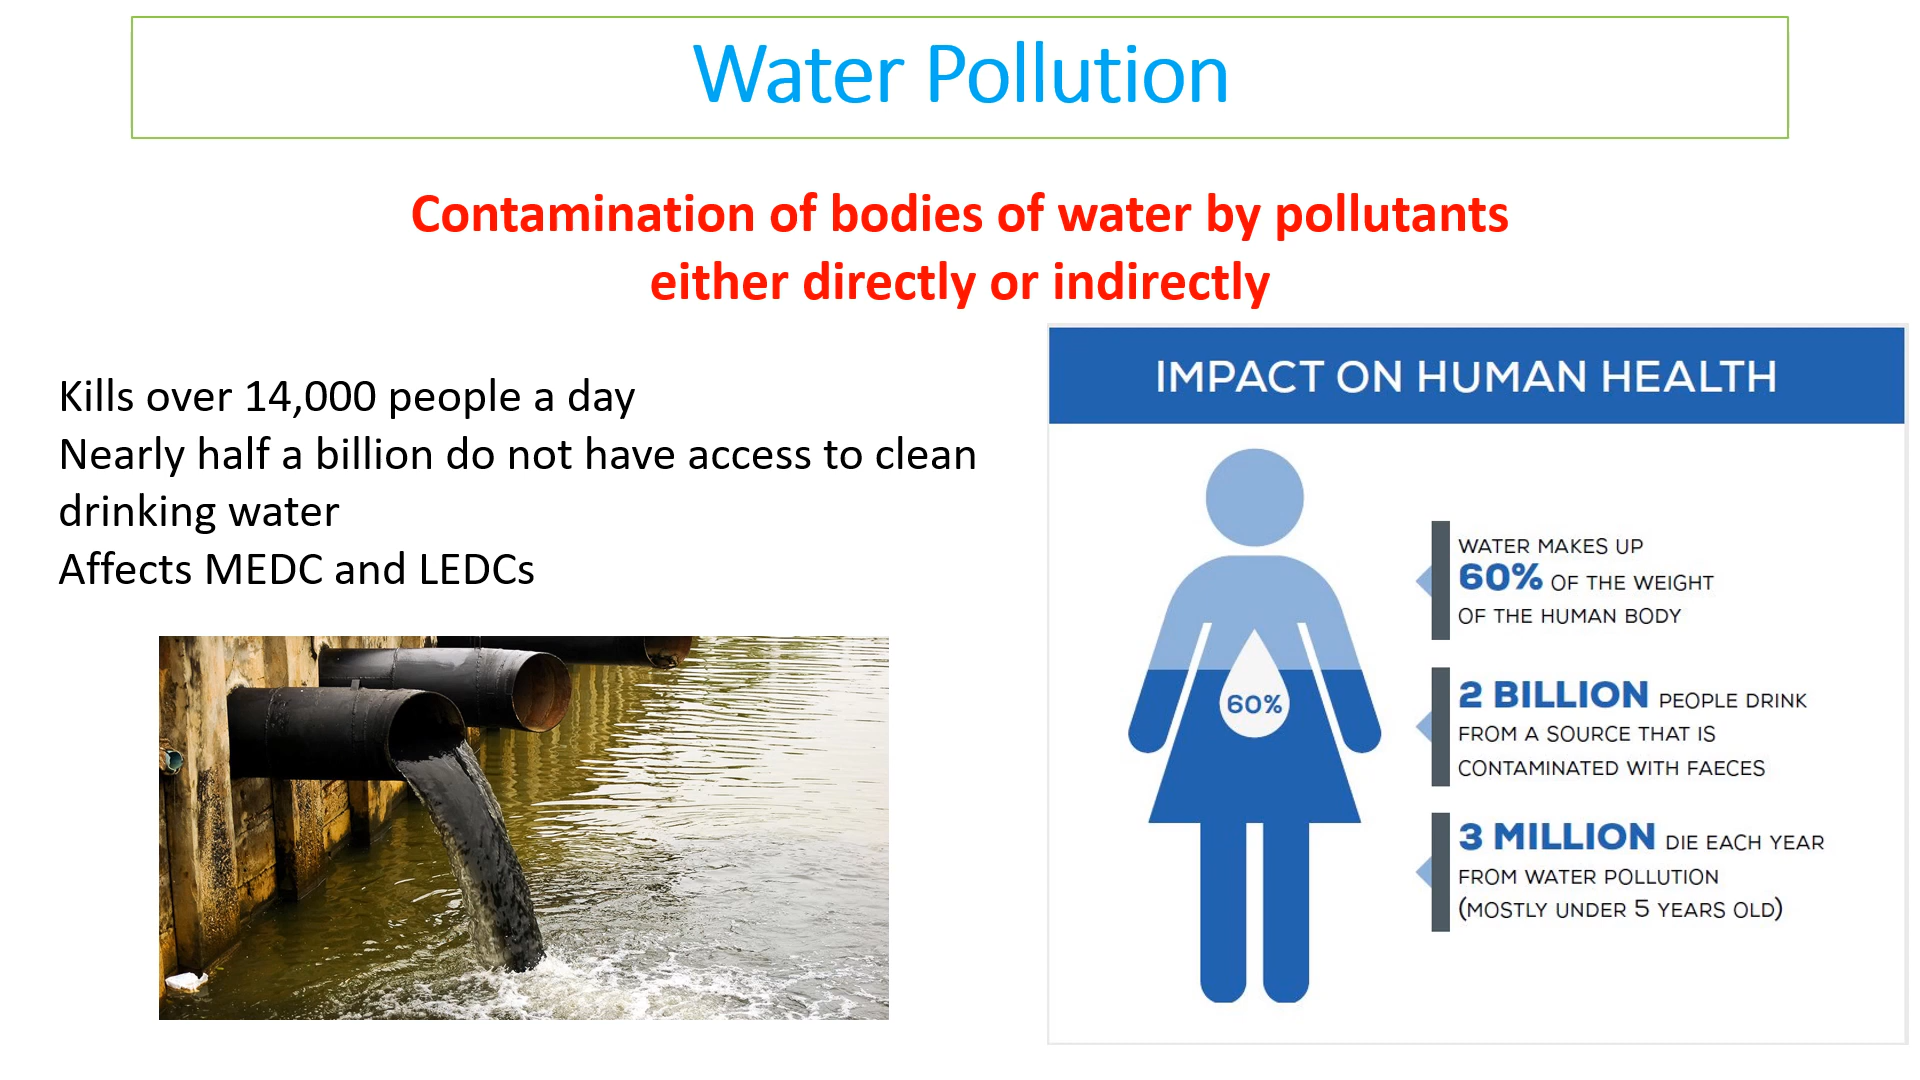 Water Pollution
Contamination of bodies of water by pollutants
either directly or indirectly
Kills over 14,000 people a day
Nearly half a billion do not have access to clean
drinking water
Affects MEDC and LEDCs
IMPACT ON HUMAN HEALTH
60%
WATER MAKES UP
60% OF THE WEIGHT
OF THE HUMAN BODY
2 BILLION PEOPLE DRINK
FROM A SOURCE THAT IS
CONTAMINATED WITH FAECES
3 MILLION DIE EACH YEAR
FROM WATER POLLUTION
(MOSTLY UNDER 5 YEARS OLD)